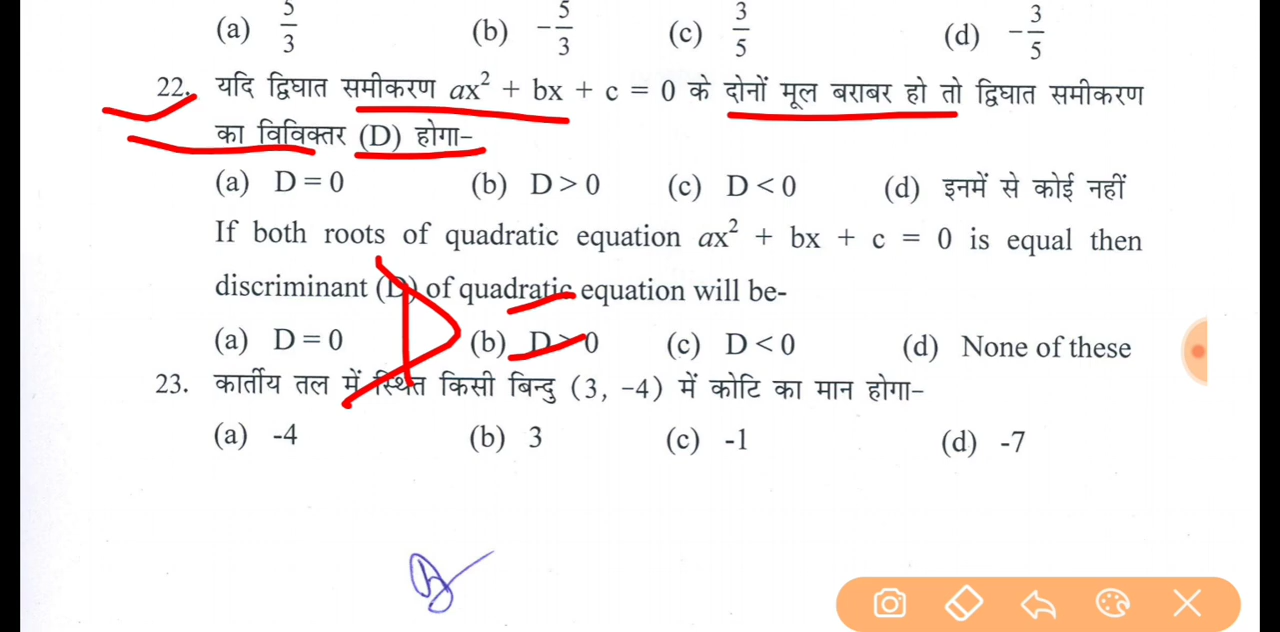 (a) 5/3 (b) -5/3 (c) 3/5 (d) -3/5
22. यदि द्विघात समीकरण ax² + bx + c = 0 के दोनों मूल बराबर हो तो द्विघात समीकरण
का विविक्तर (D) होगा–
(a) D = 0 (b) D > 0 (c) D < 0 (d) इनमें से कोई नहीं
If both roots of quadratic equation ax² + bx + c = 0 is equal then
discriminant (D) of quadratic equation will be-
(a) D = 0 (b) D > 0 (c) D < 0 (d) None of these
23. कार्तीय तल में स्थित किसी बिन्दु (3, -4) में कोटि का मान होगा–
(a) -4 (b) 3 (c) -1 (d) -7